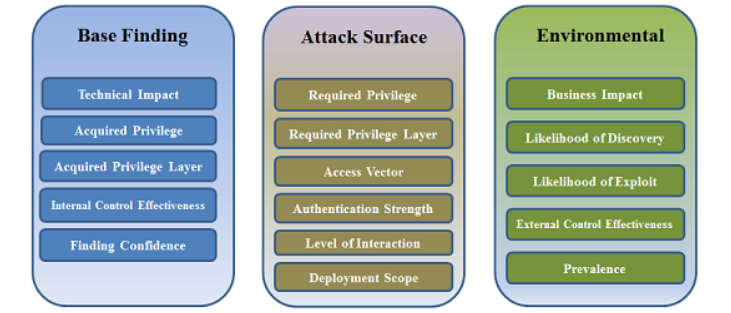 Base Finding
Technical Impact
Acquired Privilege
Acquired Privilege Layer
Internal Control Effectiveness
Finding Confidence
Attack Surface
Required Privilege
Required Privilege Layer
Access Vector
Authentication Strength
Level of Interaction
Deployment Scope
Environmental
Business Impact
Likelihood of Discovery
Likelihood of Exploit
External Control Effectiveness
Prevalence